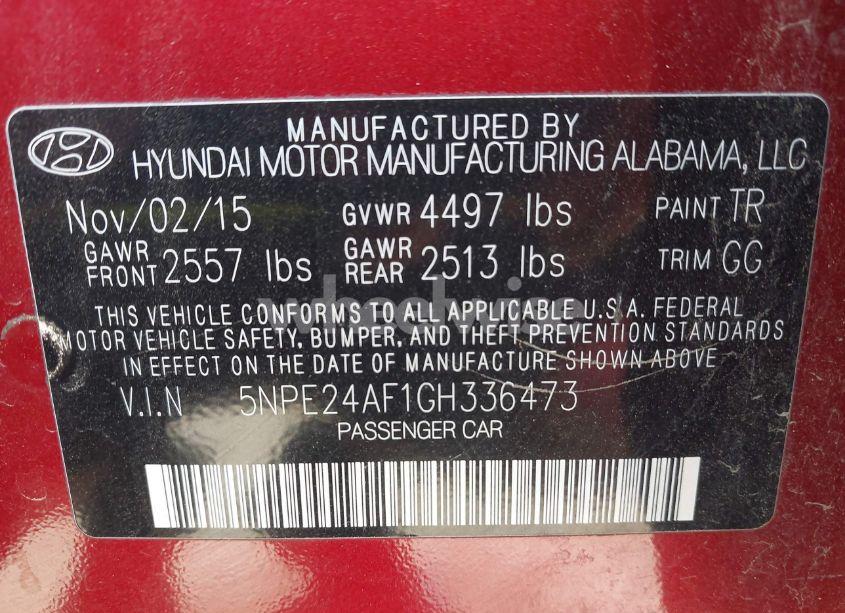 MANUFACTURED BY
HYUNDAI MOTOR MANUFACTURING ALABAMA, LLC
Nov/02/15 GVWR 4497 lbs PAINT TR
GAWR FRONT 2557 lbs GAWR REAR 2513 lbs TRIM GG
THIS VEHICLE CONFORMS TO ALL APPLICABLE U.S.A. FEDERAL
MOTOR VEHICLE SAFETY, BUMPER, AND THEFT PREVENTION STANDARDS
IN EFFECT ON THE DATE OF MANUFACTURE SHOWN ABOVE
V.I.N 5NPE24AF1GH336473
PASSENGER CAR